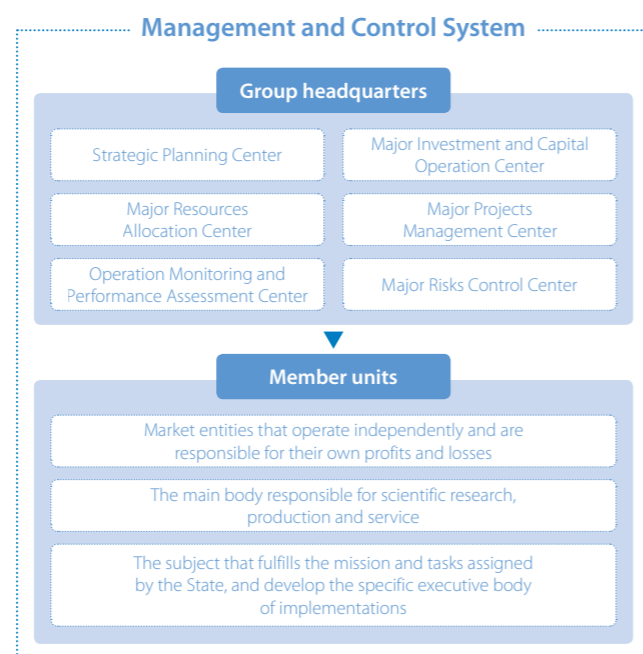 Management and Control System
Group headquarters
Strategic Planning Center
Major Investment and Capital
Operation Center
Major Resources
Allocation Center
Major Projects
Management Center
Operation Monitoring and
Performance Assessment Center
Major Risks Control Center
Member units
Market entities that operate independently and are
responsible for their own profits and losses
The main body responsible for scientific research,
production and service
The subject that fulfills the mission and tasks assigned
by the State, and develop the specific executive body
of implementations